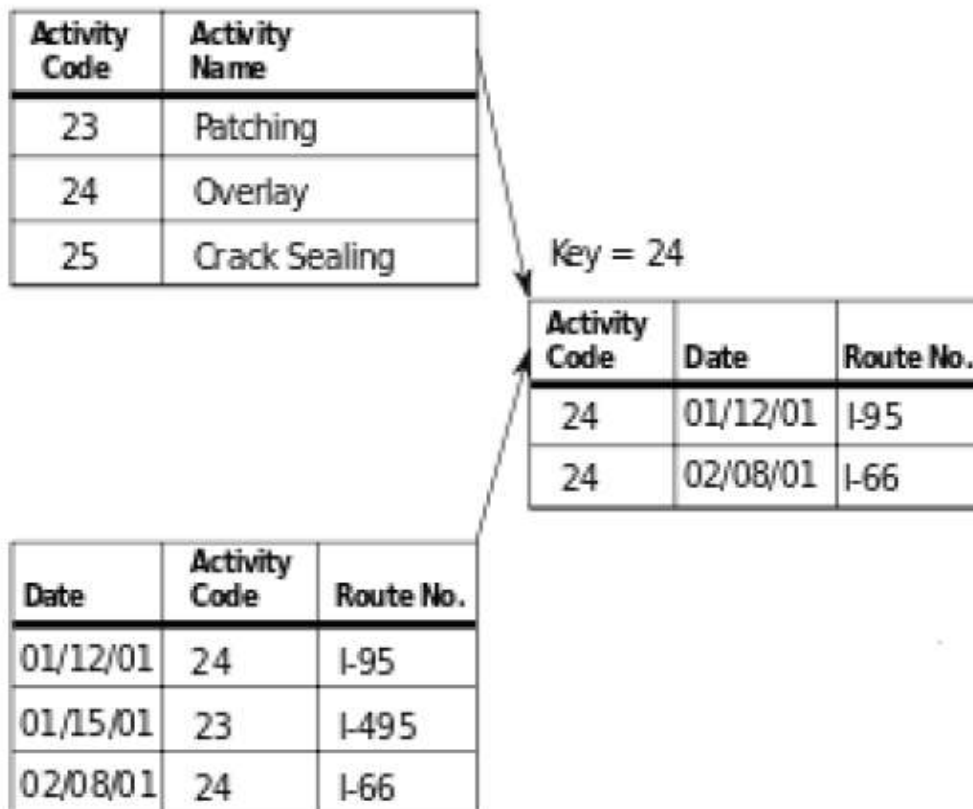 Activity Code Activity Name
23 Patching
24 Overlay
25 Crack Sealing
Key = 24
Activity Code Date Route No.
24 01/12/01 I-95
24 02/08/01 I-66
Date Activity Code Route No.
01/12/01 24 I-95
01/15/01 23 I-495
02/08/01 24 I-66